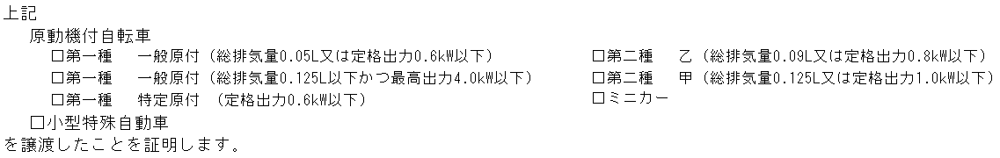 上記
原動機付自転車
□第一種　一般原付（総排気量0.05L又は定格出力0.6kW以下）　□第二種　乙（総排気量0.09L又は定格出力0.8kW以下）
□第一種　一般原付（総排気量0.125L以下かつ最高出力4.0kW以下）　□第二種　甲（総排気量0.125L又は定格出力1.0kW以下）
□第一種　特定原付　（定格出力0.6kW以下）　□ミニカー
□小型特殊自動車
を譲渡したことを証明します。